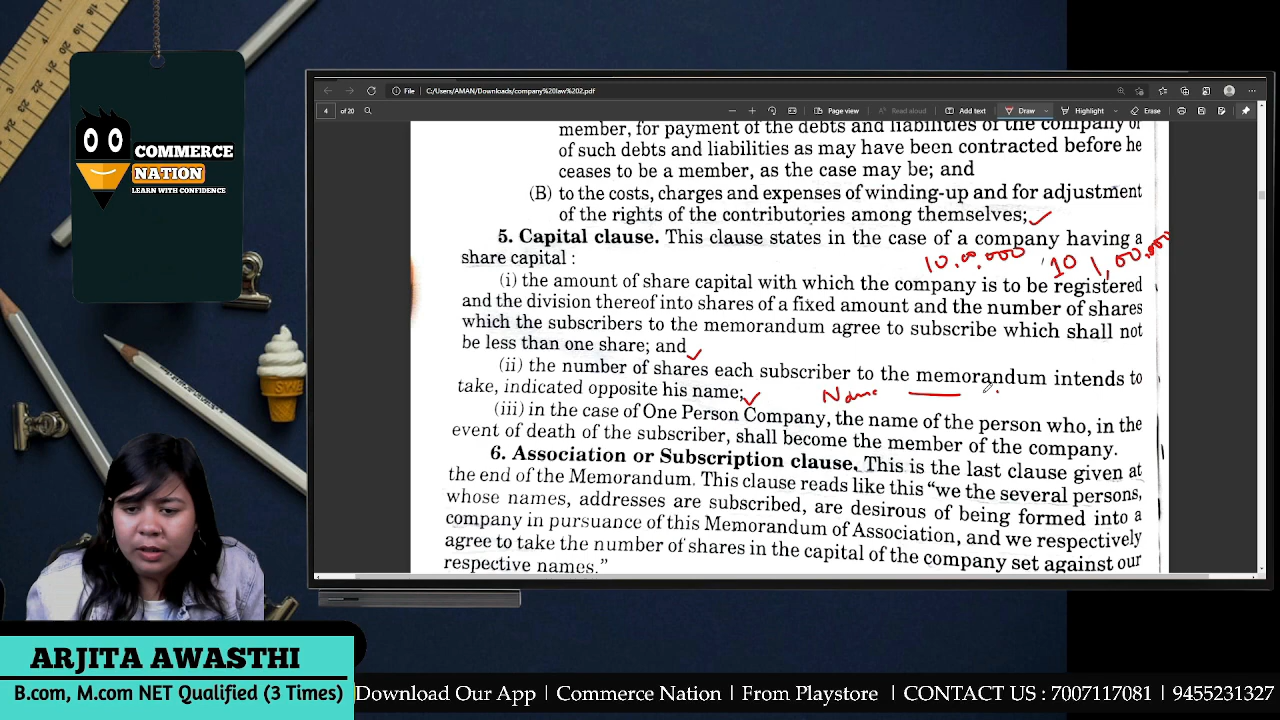 COMMERCE
NATION
LEARN WITH CONFIDENCE
File
C:/Users/AMAN/Downloads/company%20law%202.pdf
4 of 20
Page view
Read aloud
Add text
Draw
Highlight
Erase
member, for payment of the debts and liabilities of the company or
of such debts and liabilities as may have been contracted before he
ceases to be a member, as the case may be; and
(B) to the costs, charges and expenses of winding-up and for adjustment
of the rights of the contributories among themselves;
5. Capital clause. This clause states in the case of a company having a
share capital :
10,00,000 10 1,00,000
(i) the amount of share capital with which the company is to be registered
and the division thereof into shares of a fixed amount and the number of shares
which the subscribers to the memorandum agree to subscribe which shall not
be less than one share; and
(ii) the number of shares each subscriber to the memorandum intends to
take, indicated opposite his name;
Name
(iii) in the case of One Person Company, the name of the person who, in the
event of death of the subscriber, shall become the member of the company.
6. Association or Subscription clause. This is the last clause given at
the end of the Memorandum. This clause reads like this “we the several persons,
whose names, addresses are subscribed, are desirous of being formed into a
company in pursuance of this Memorandum of Association, and we respectively
agree to take the number of shares in the capital of the company set against our
respective names.”
SWE
ARJITA AWASTHI
B.com, M.com NET Qualified (3 Times)
Download Our App | Commerce Nation | From Playstore | CONTACT US : 7007117081 | 9455231327